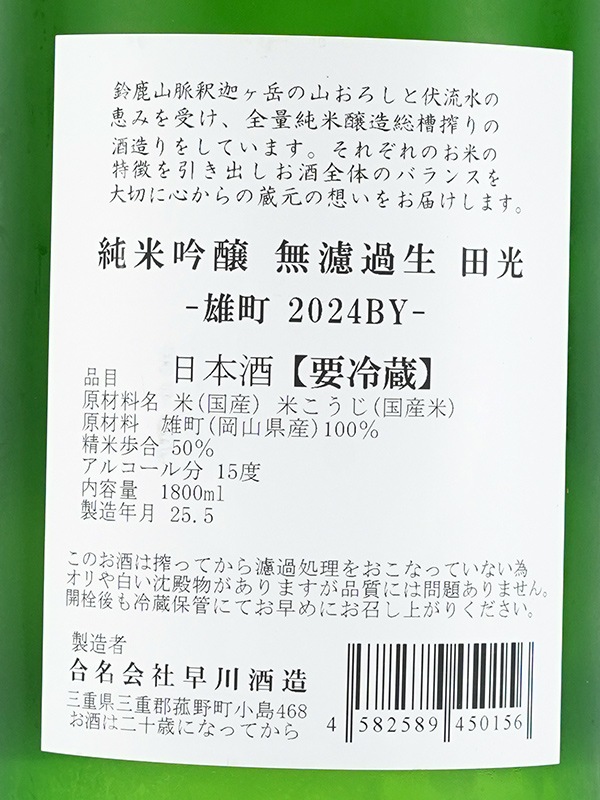 鈴鹿山脈釈迦ヶ岳の山おろしと伏流水の
恵みを受け、全量純米醸造総槽搾りの
酒造りをしています。それぞれのお米の
特徴を引き出しお酒全体のバランスを
大切に心からの蔵元の想いをお届けします。
純米吟醸 無濾過生 田光
-雄町 2024BY-
品目 日本酒【要冷蔵】
原材料名 米(国産) 米こうじ(国産米)
原材料 雄町(岡山県産)100%
精米歩合 50%
アルコール分 15度
内容量 1800ml
製造年月 25.5
このお酒は搾ってから濾過処理をおこなっていない為
オリや白い沈殿物がありますが品質には問題ありません。
開栓後も冷蔵保管にてお早めにお召し上がりください。
製造者
合名会社早川酒造
三重県三重郡菰野町小島468
お酒は二十歳になってから
4 582589 450156